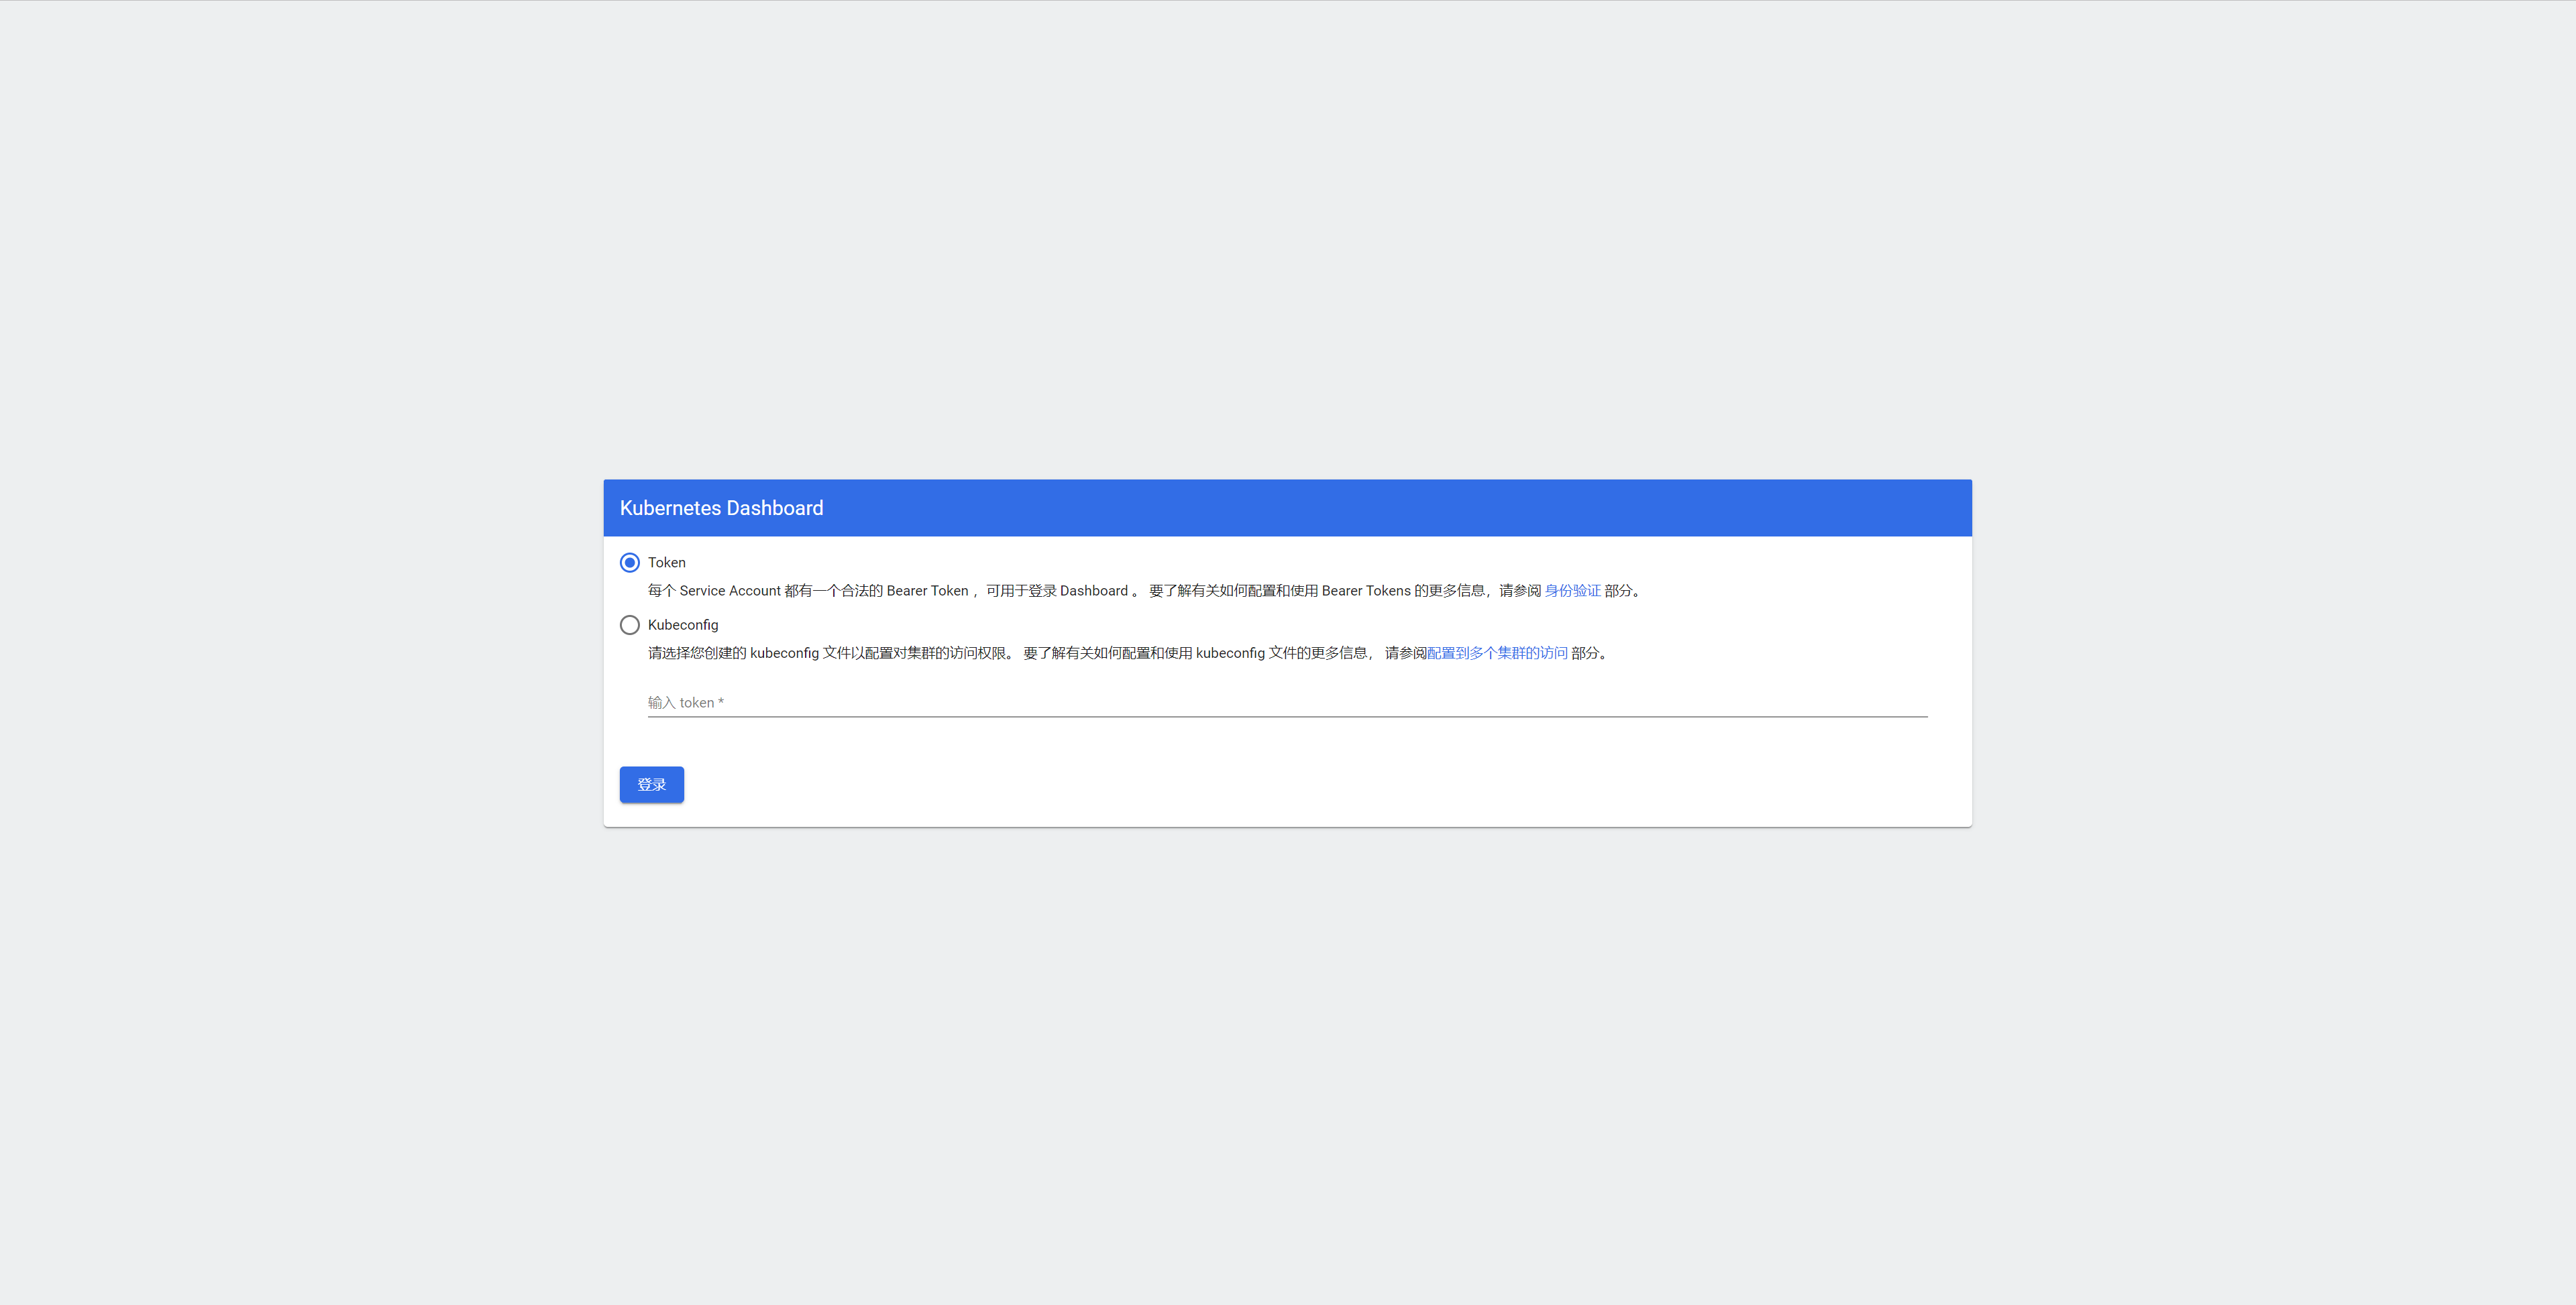 Kubernetes Dashboard
Token
每个 Service Account 都有一个合法的 Bearer Token ，可用于登录 Dashboard 。 要了解有关如何配置和使用 Bearer Tokens 的更多信息，请参阅 身份验证 部分。
Kubeconfig
请选择您创建的 kubeconfig 文件以配置对集群的访问权限。 要了解有关如何配置和使用 kubeconfig 文件的更多信息， 请参阅配置到多个集群的访问 部分。
输入 token *
登录